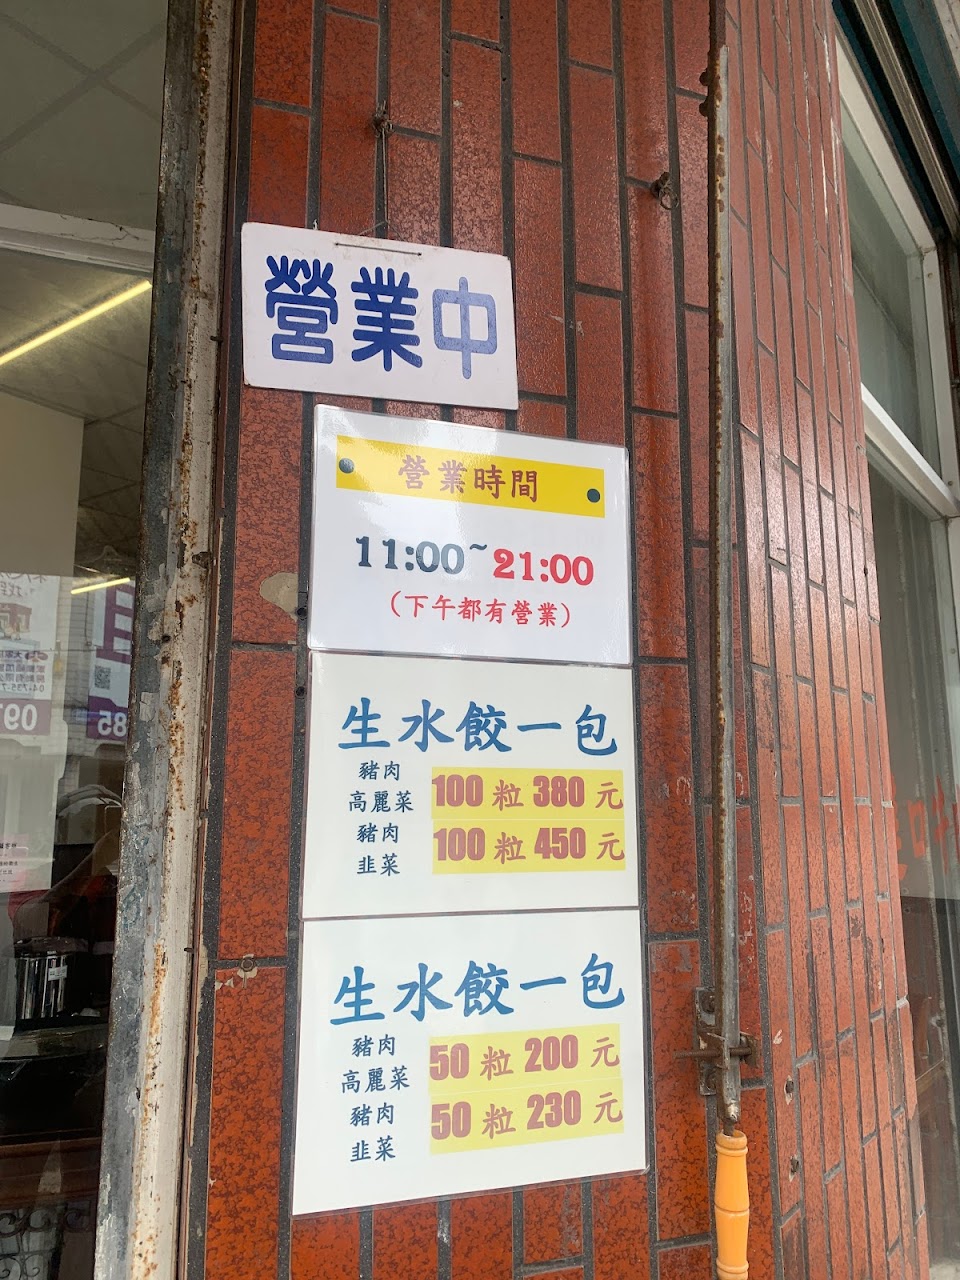 營業中
營業時間
11:00~21:00
(下午都有營業)
生水餃一包
豬肉
高麗菜
100 粒 380 元
豬肉
韭菜
100 粒 450 元
生水餃一包
豬肉
高麗菜
50 粒 200 元
豬肉
韭菜
50 粒 230 元